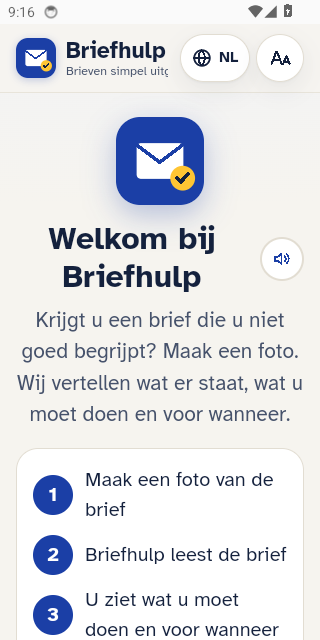 9:16
Briefhulp
Brieven simpel uitg
NL
AA
Welkom bij
Briefhulp
Krijgt u een brief die u niet
goed begrijpt? Maak een foto.
Wij vertellen wat er staat, wat u
moet doen en voor wanneer.
1 Maak een foto van de
brief
2 Briefhulp leest de brief
3 U ziet wat u moet
doen en voor wanneer